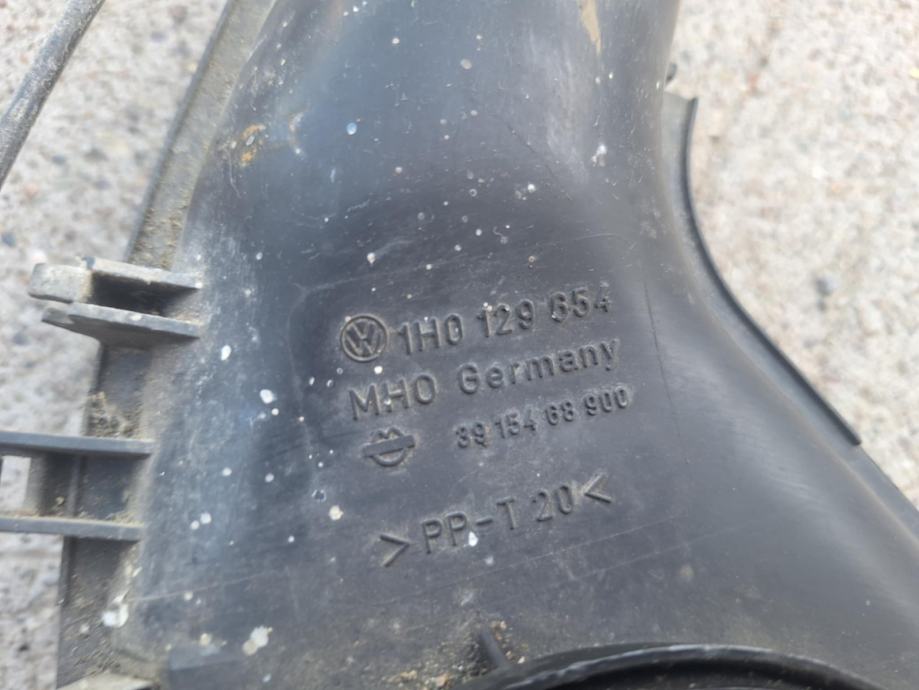 1H0 129 654
MHO Germany
39 154 68 900
>PP-T 20<